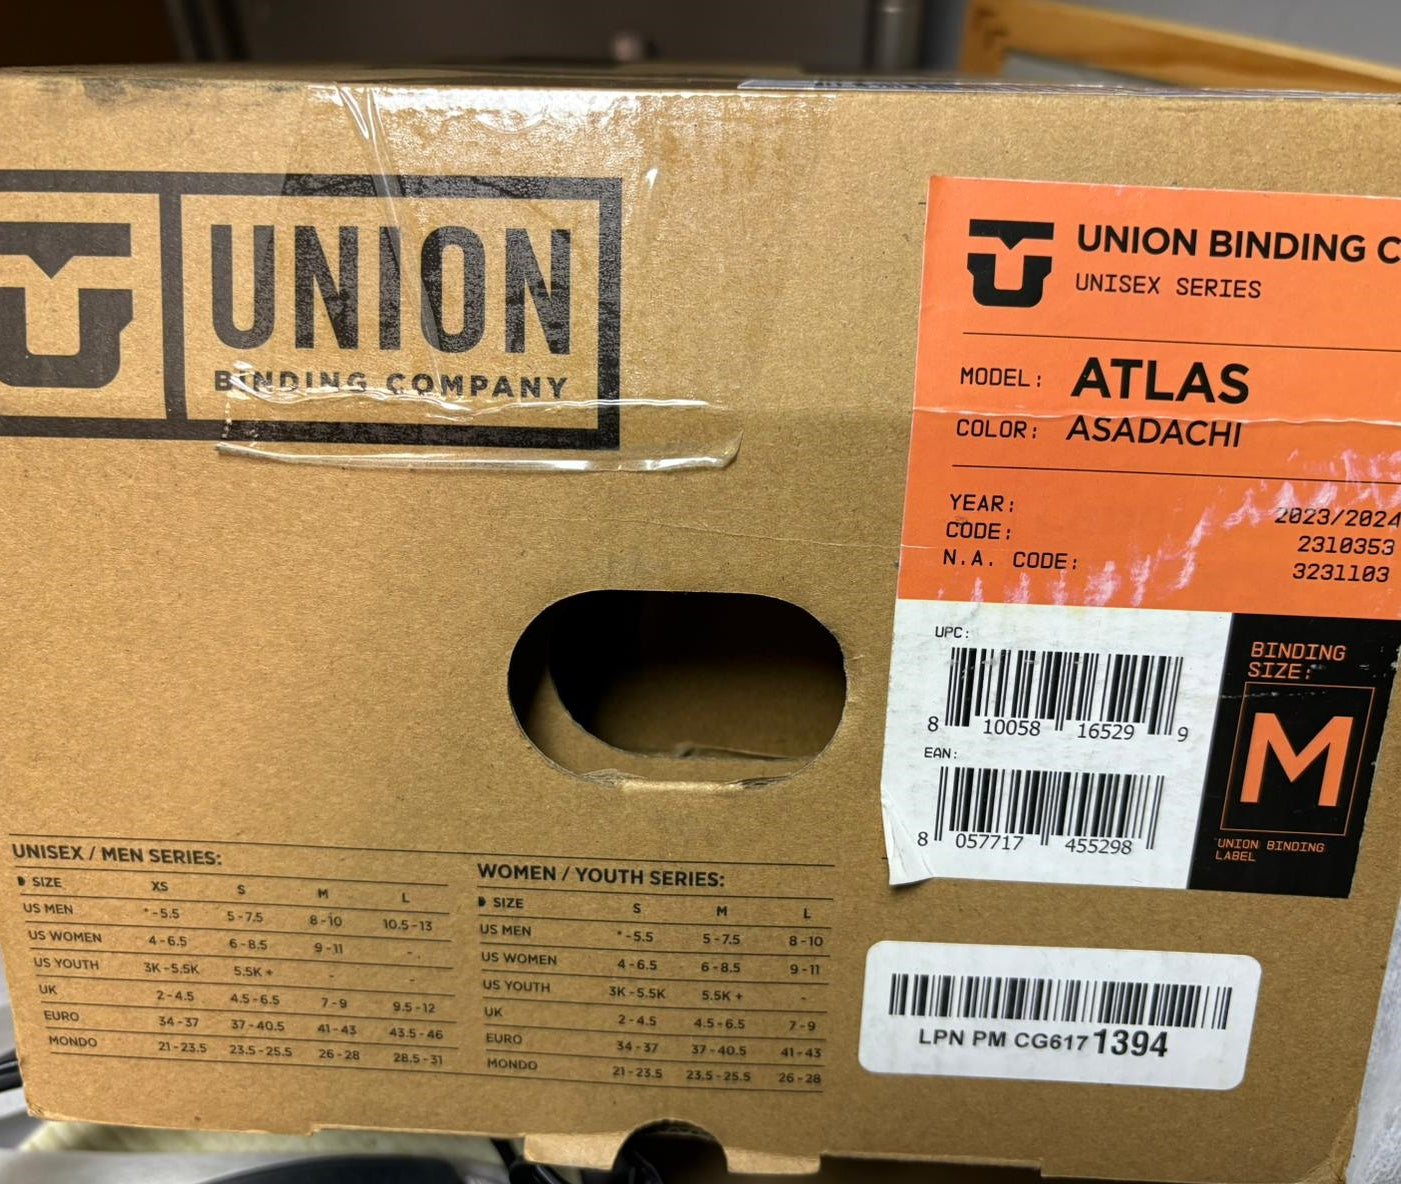 UNION
BINDING COMPANY
UNION BINDING C
UNISEX SERIES
MODEL: ATLAS
COLOR: ASADACHI
YEAR: 2023/2024
CODE: 2310353
N.A. CODE: 3231103
UPC:
8 10058 16529 9
EAN:
8 057717 455298
BINDING
SIZE:
M
UNION BINDING
LABEL
UNISEX / MEN SERIES:
SIZE XS S M L
US MEN *-5.5 5-7.5 8-10 10.5-13
US WOMEN 4-6.5 6-8.5 9-11 -
US YOUTH 3K-5.5K 5.5K+ - -
UK 2-4.5 4.5-6.5 7-9 9.5-12
EURO 34-37 37-40.5 41-43 43.5-46
MONDO 21-23.5 23.5-25.5 26-28 28.5-31
WOMEN / YOUTH SERIES:
SIZE S M L
US MEN *-5.5 5-7.5 8-10
US WOMEN 4-6.5 6-8.5 9-11
US YOUTH 3K-5.5K 5.5K+ -
UK 2-4.5 4.5-6.5 7-9
EURO 34-37 37-40.5 41-43
MONDO 21-23.5 23.5-25.5 26-28
LPN PM CG617 1394